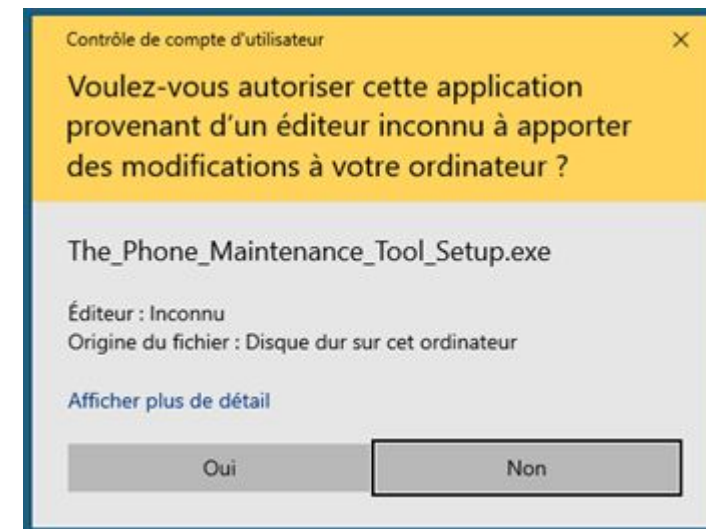 Contrôle de compte d'utilisateur
Voulez-vous autoriser cette application
provenant d’un éditeur inconnu à apporter
des modifications à votre ordinateur ?
The_Phone_Maintenance_Tool_Setup.exe
Éditeur : Inconnu
Origine du fichier : Disque dur sur cet ordinateur
Afficher plus de détail
Oui
Non